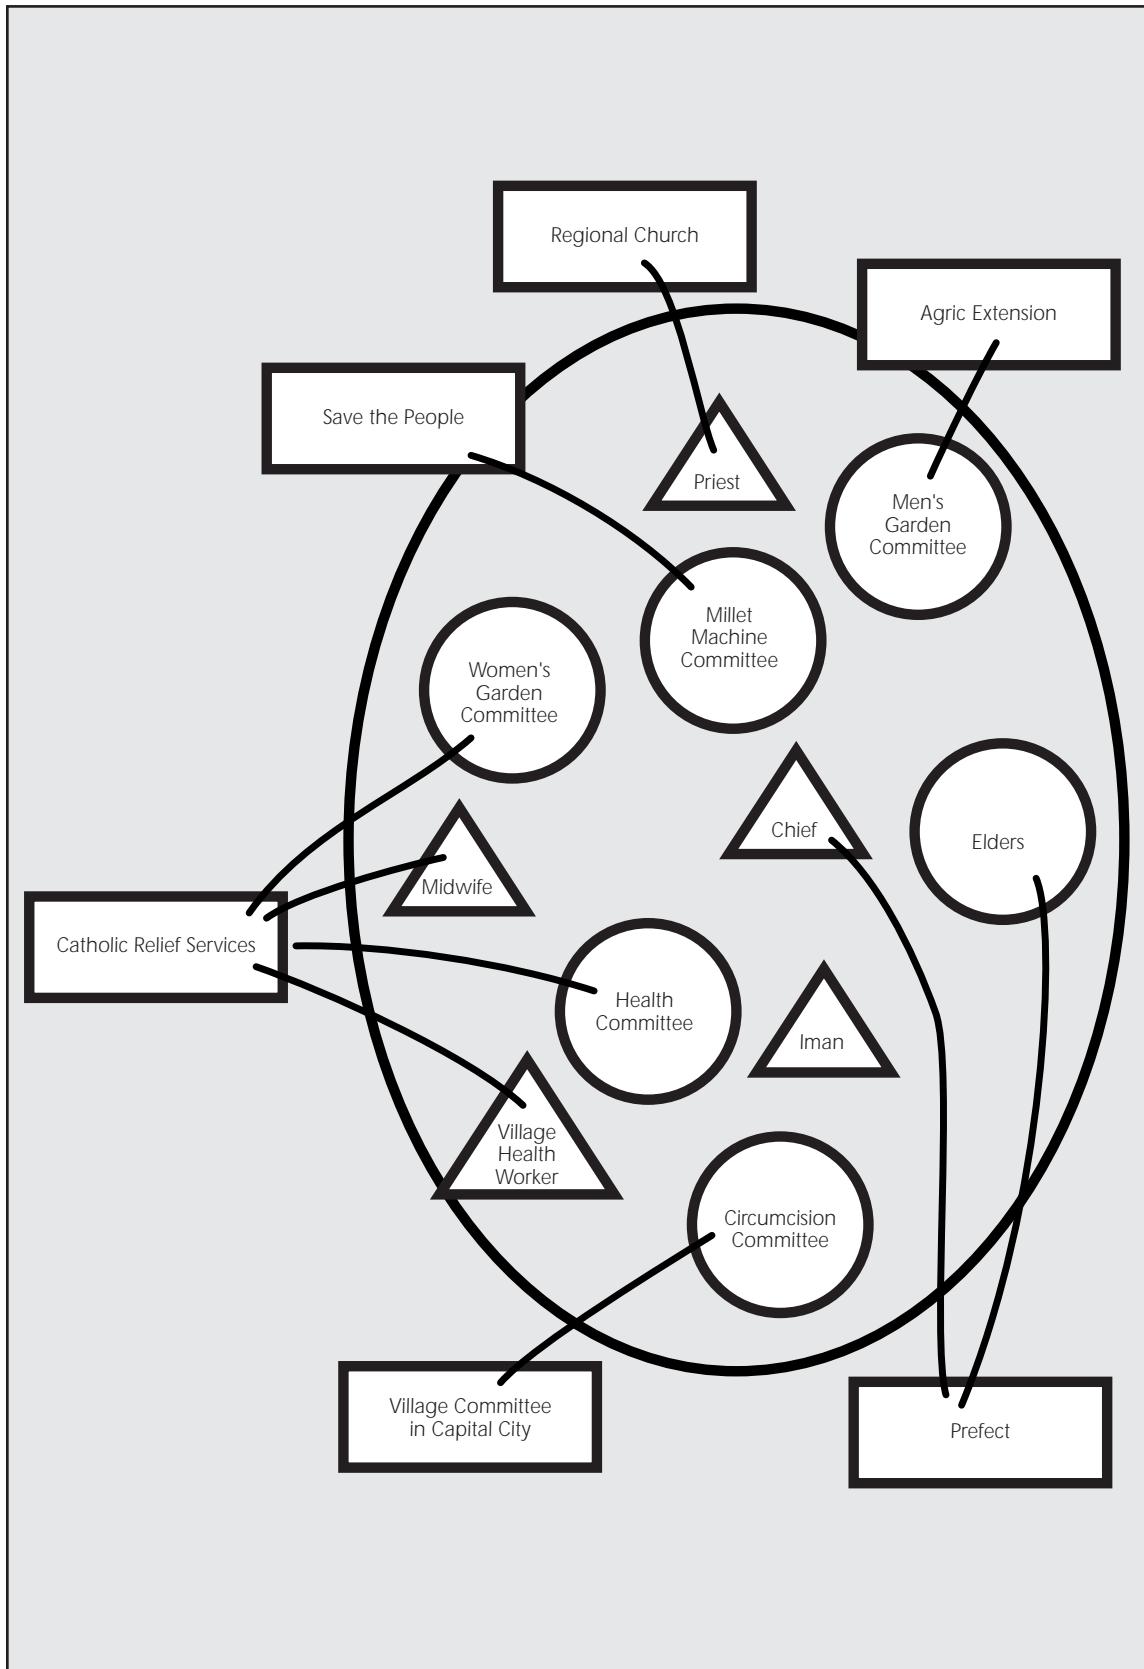 Regional Church
Agric Extension
Save the People
Priest
Men's
Garden
Committee
Millet
Machine
Committee
Women's
Garden
Committee
Chief
Elders
Midwife
Catholic Relief Services
Health
Committee
Iman
Village
Health
Worker
Circumcision
Committee
Village Committee
in Capital City
Prefect